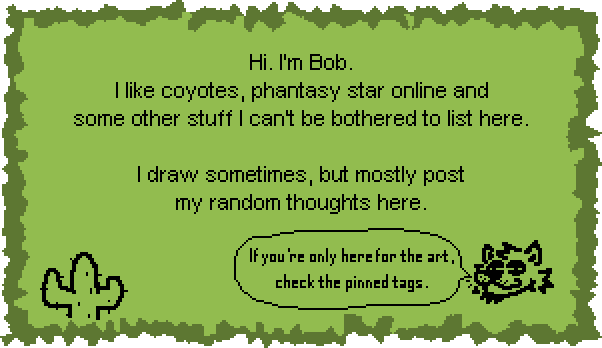 Hi. I'm Bob.
I like coyotes, phantasy star online and
some other stuff I can't be bothered to list here.
I draw sometimes, but mostly post
my random thoughts here.
If you're only here for the art,
check the pinned tags.